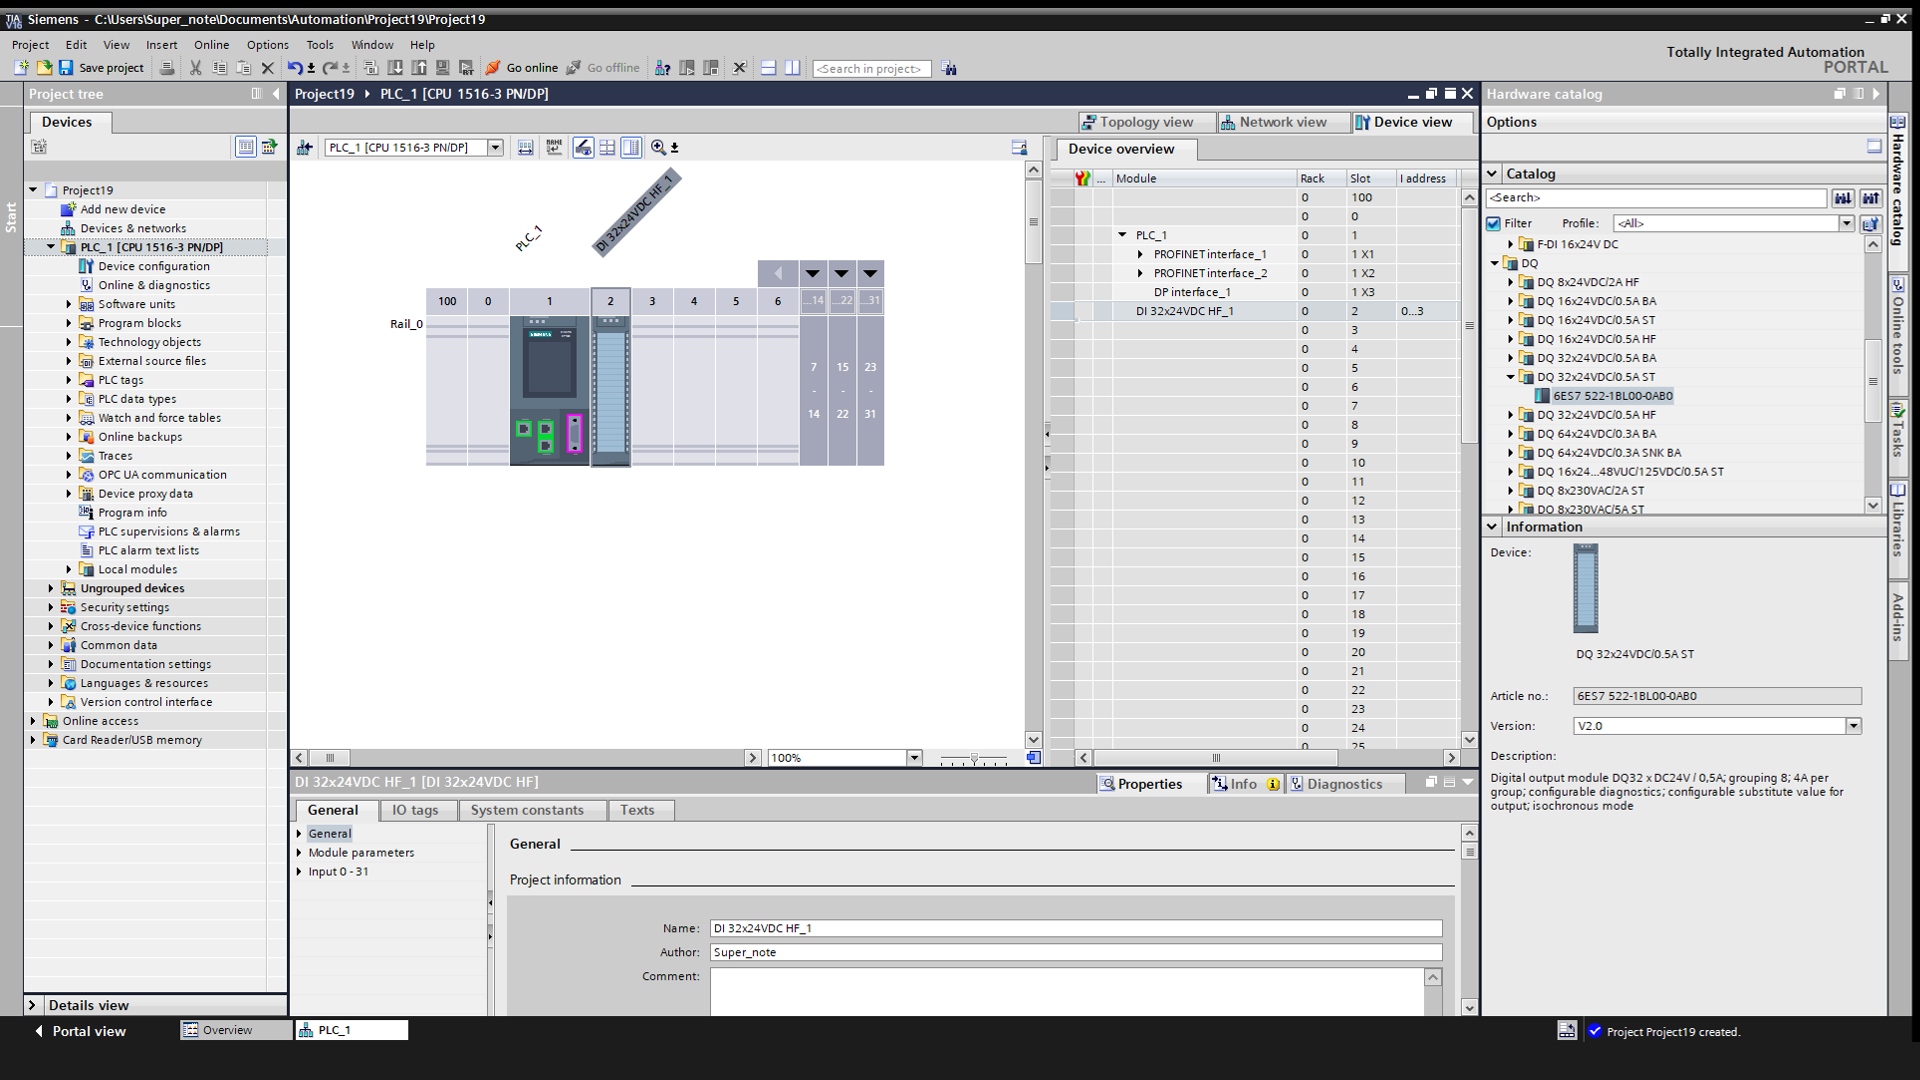 Siemens - C:\Users\Super_note\Documents\Automation\Project19\Project19
Project Edit View Insert Online Options Tools Window Help
Save project
Go online
Go offline
<Search in project>
Totally Integrated Automation
PORTAL
Start
Project tree
Devices
Project19
Add new device
Devices & networks
PLC_1 [CPU 1516-3 PN/DP]
Device configuration
Online & diagnostics
Software units
Program blocks
Technology objects
External source files
PLC tags
PLC data types
Watch and force tables
Online backups
Traces
OPC UA communication
Device proxy data
Program info
PLC supervisions & alarms
PLC alarm text lists
Local modules
Ungrouped devices
Security settings
Cross-device functions
Common data
Documentation settings
Languages & resources
Version control interface
Online access
Card Reader/USB memory
Details view
Project19 PLC_1 [CPU 1516-3 PN/DP]
Topology view Network view Device view
PLC_1 [CPU 1516-3 PN/DP]
PLC_1
DI 32x24VDC HF_1
100 0 1 2 3 4 5 6 ...14 ...22 ...31
Rail_0
7 15 23
- - -
14 22 31
100%
Device overview
... Module Rack Slot I address
0 100
0 0
PLC_1 0 1
PROFINET interface_1 0 1 X1
PROFINET interface_2 0 1 X2
DP interface_1 0 1 X3
DI 32x24VDC HF_1 0 2 0...3
0 3
0 4
0 5
0 6
0 7
0 8
0 9
0 10
0 11
0 12
0 13
0 14
0 15
0 16
0 17
0 18
0 19
0 20
0 21
0 22
0 23
0 24
0 25
DI 32x24VDC HF_1 [DI 32x24VDC HF]
Properties Info Diagnostics
General IO tags System constants Texts
General
Module parameters
Input 0 - 31
General
Project information
Name: DI 32x24VDC HF_1
Author: Super_note
Comment:
Hardware catalog
Options
Catalog
<Search>
Filter Profile: <All>
F-DI 16x24V DC
DQ
DQ 8x24VDC/2A HF
DQ 16x24VDC/0.5A BA
DQ 16x24VDC/0.5A ST
DQ 16x24VDC/0.5A HF
DQ 32x24VDC/0.5A BA
DQ 32x24VDC/0.5A ST
6ES7 522-1BL00-0AB0
DQ 32x24VDC/0.5A HF
DQ 64x24VDC/0.3A BA
DQ 64x24VDC/0.3A SNK BA
DQ 16x24...48VUC/125VDC/0.5A ST
DQ 8x230VAC/2A ST
DQ 8x230VAC/5A ST
Information
Device:
DQ 32x24VDC/0.5A ST
Article no.: 6ES7 522-1BL00-0AB0
Version: V2.0
Description:
Digital output module DQ32 x DC24V / 0,5A; grouping 8; 4A per
group; configurable diagnostics; configurable substitute value for
output; isochronous mode
Hardware catalog
Online tools
Tasks
Libraries
Add-ins
Portal view
Overview
PLC_1
Project Project19 created.